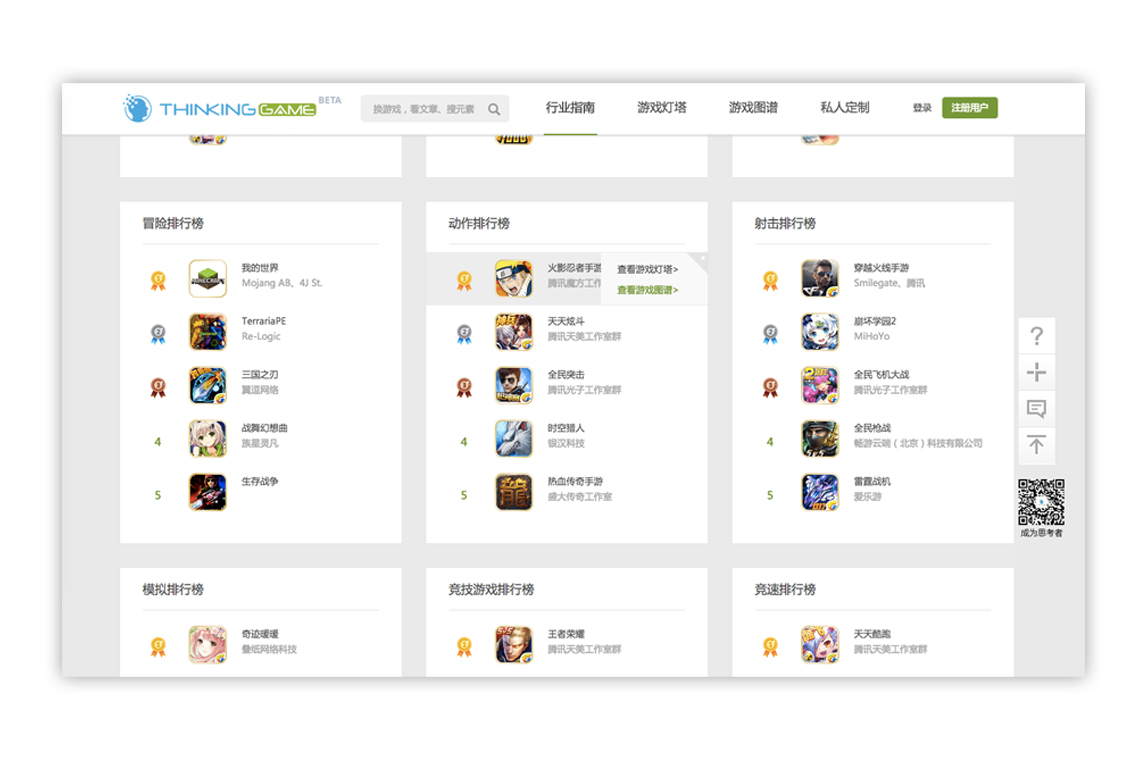 THINKINGGAME BETA
换游戏，看文章、搜元素
行业指南
游戏灯塔
游戏图谱
私人定制
登录
注册用户
冒险排行榜
我的世界
Mojang AB、4J St.
TerrariaPE
Re-Logic
三国之刃
翼逗网络
4
战舞幻想曲
族星灵凡
5
生存战争
动作排行榜
火影忍者手游
腾讯魔方工作
查看游戏灯塔>
查看游戏图谱>
天天炫斗
腾讯天美工作室群
全民突击
腾讯光子工作室群
4
时空猎人
银汉科技
5
热血传奇手游
盛大传奇工作室
射击排行榜
穿越火线手游
Smilegate、腾讯
崩坏学园2
MiHoYo
全民飞机大战
腾讯光子工作室群
4
全民枪战
畅游云端（北京）科技有限公司
5
雷霆战机
爱乐游
?
成为思考者
模拟排行榜
奇迹暖暖
叠纸网络科技
竞技游戏排行榜
王者荣耀
腾讯天美工作室群
竞速排行榜
天天酷跑
腾讯天美工作室群